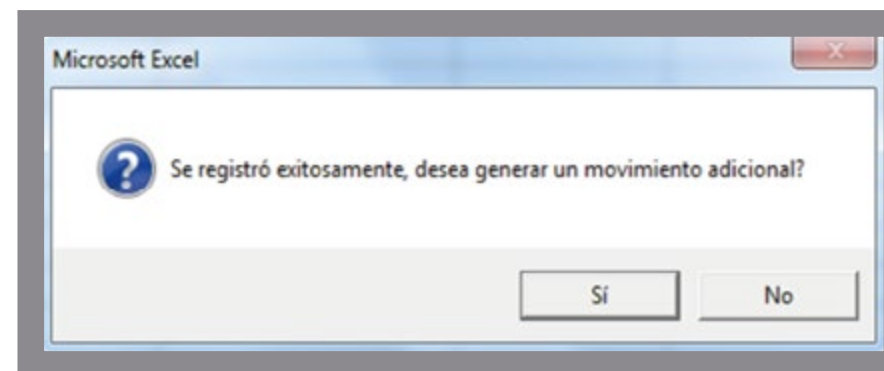 Microsoft Excel
Se registró exitosamente, desea generar un movimiento adicional?
Sí
No